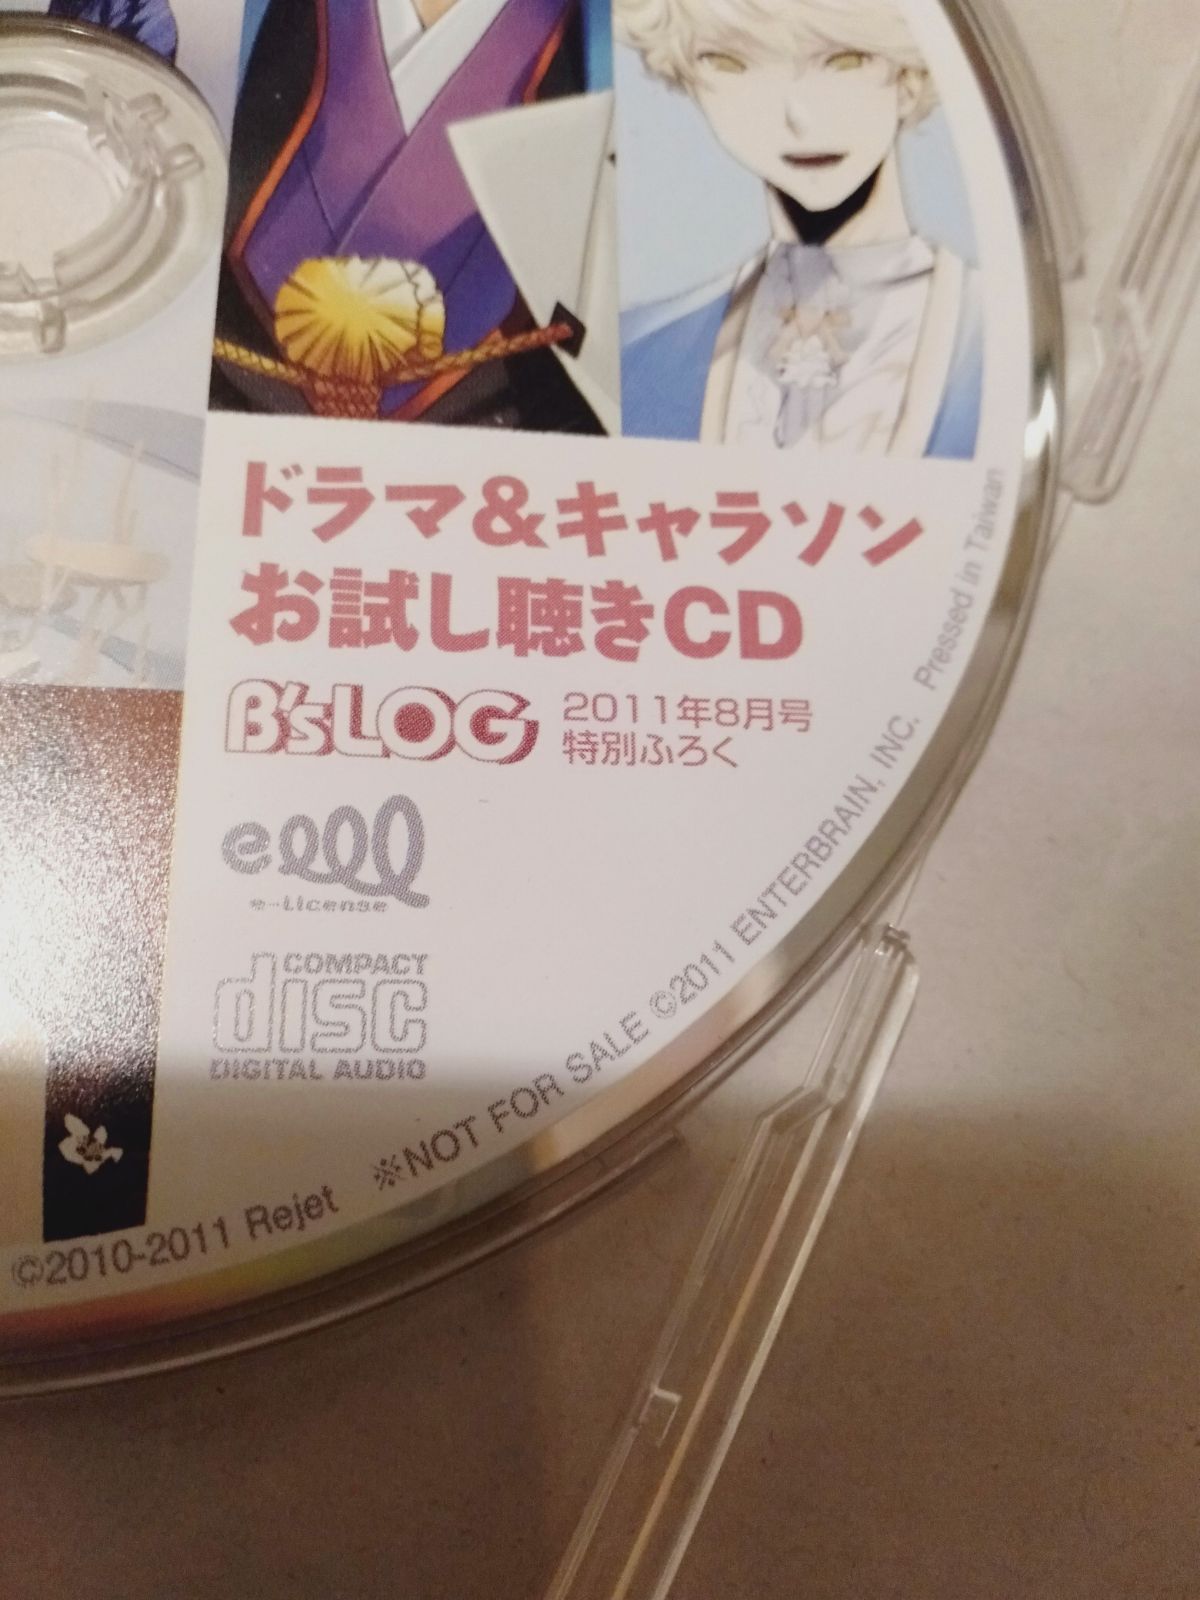 ドラマ&キャラソン
お試し聴きCD
B'sLOG 2011年8月号
特別ふろく
e-License
COMPACT
disc
DIGITAL AUDIO
©2010-2011 Rejet ※NOT FOR SALE ©2011 ENTERBRAIN, INC. Pressed in Taiwan